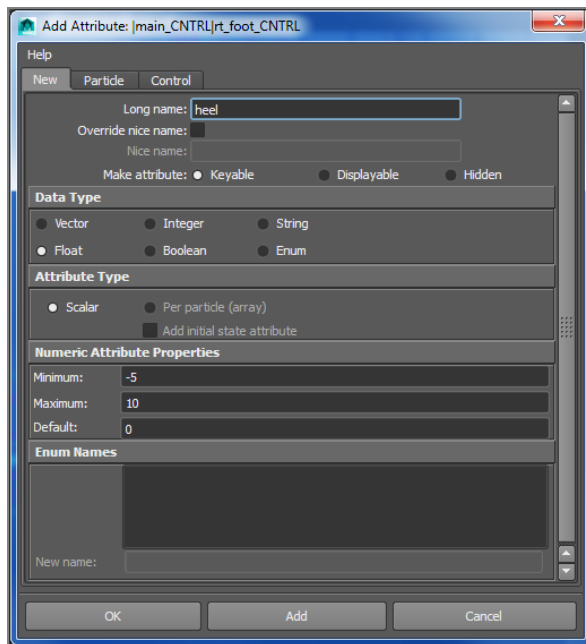 Add Attribute: |main_CNTRL|rt_foot_CNTRL
Help
New Particle Control
Long name: heel
Override nice name:
Nice name:
Make attribute: Keyable Displayable Hidden
Data Type
Vector Integer String
Float Boolean Enum
Attribute Type
Scalar Per particle (array)
Add initial state attribute
Numeric Attribute Properties
Minimum: -5
Maximum: 10
Default: 0
Enum Names
New name:
OK Add Cancel